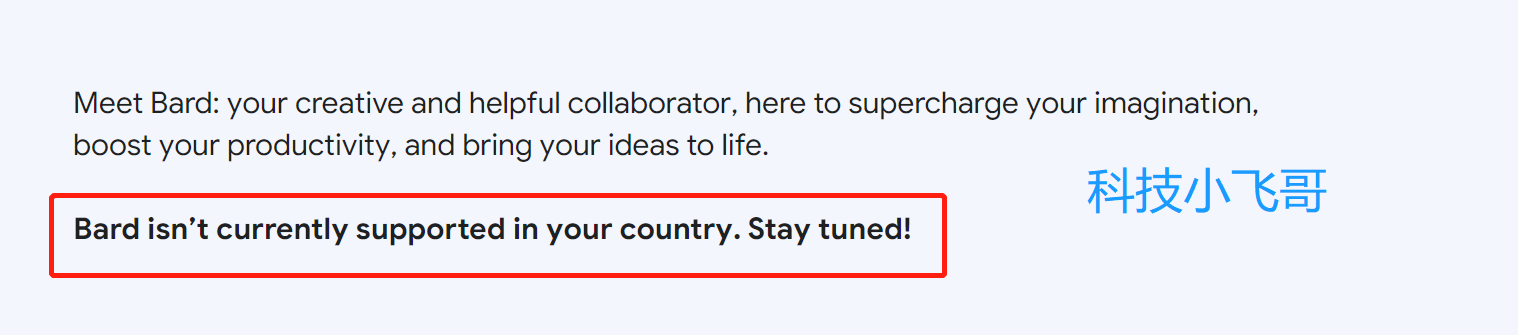 Meet Bard: your creative and helpful collaborator, here to supercharge your imagination,
boost your productivity, and bring your ideas to life.
科技小飞哥
Bard isn’t currently supported in your country. Stay tuned!